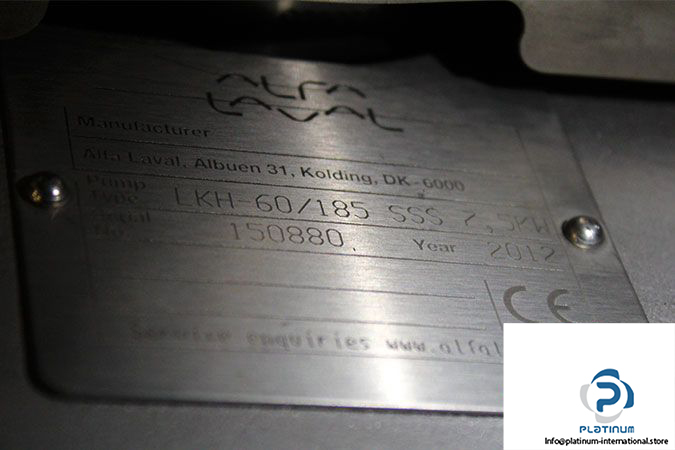 ALFA
LAVAL
Manufacturer
Alfa Laval, Albuen 31, Kolding, DK-6000
Pump
Type LKH-60/185 SSS 7,5KW
Serial
No. 150880. Year 2012
CE
Service enquiries www.alfal
P
PLATINUM
Info@platinum-international.store